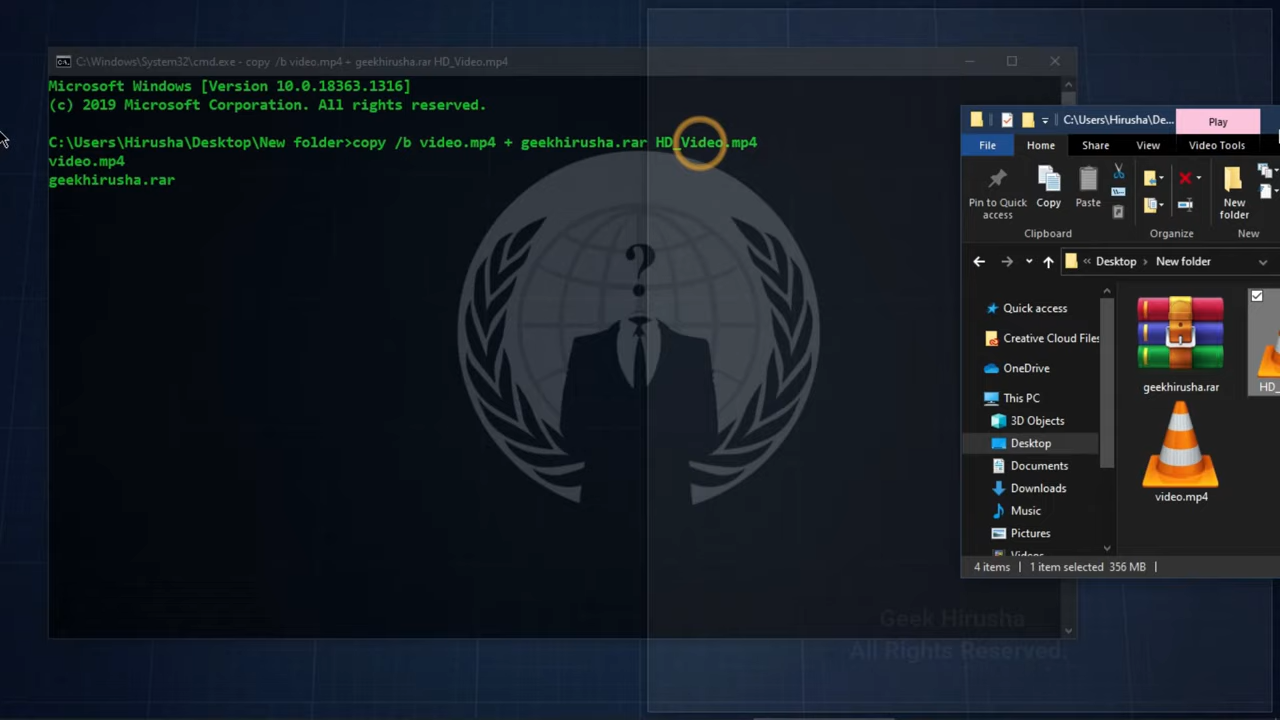 C:\Windows\System32\cmd.exe - copy /b video.mp4 + geekhirusha.rar HD_Video.mp4
Microsoft Windows [Version 10.0.18363.1316]
(c) 2019 Microsoft Corporation. All rights reserved.
C:\Users\Hirusha\Desktop\New folder>copy /b video.mp4 + geekhirusha.rar HD_Video.mp4
video.mp4
geekhirusha.rar
?
C:\Users\Hirusha\De...
Play
File
Home
Share
View
Video Tools
Pin to Quick
access
Copy
Paste
New
folder
Clipboard
Organize
New
Desktop
New folder
Quick access
Creative Cloud Files
OneDrive
This PC
3D Objects
Desktop
Documents
Downloads
Music
Pictures
Videos
geekhirusha.rar
HD_
video.mp4
4 items
1 item selected 356 MB
Geek Hirusha
All Rights Reserved.